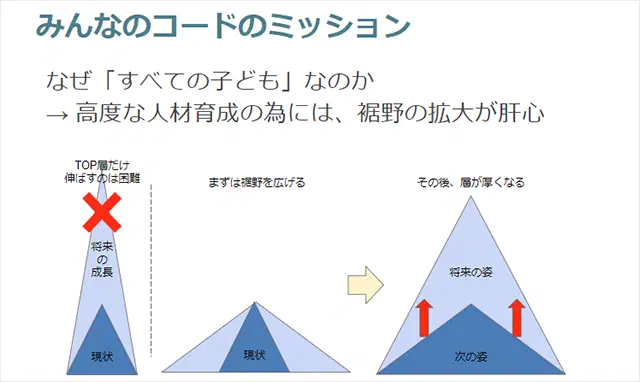 みんなのコードのミッション
なぜ「すべての子ども」なのか
→ 高度な人材育成の為には、裾野の拡大が肝心
TOP層だけ
伸ばすのは困難
将来
の
成長
現状
まずは裾野を広げる
現状
その後、層が厚くなる
将来の姿
次の姿